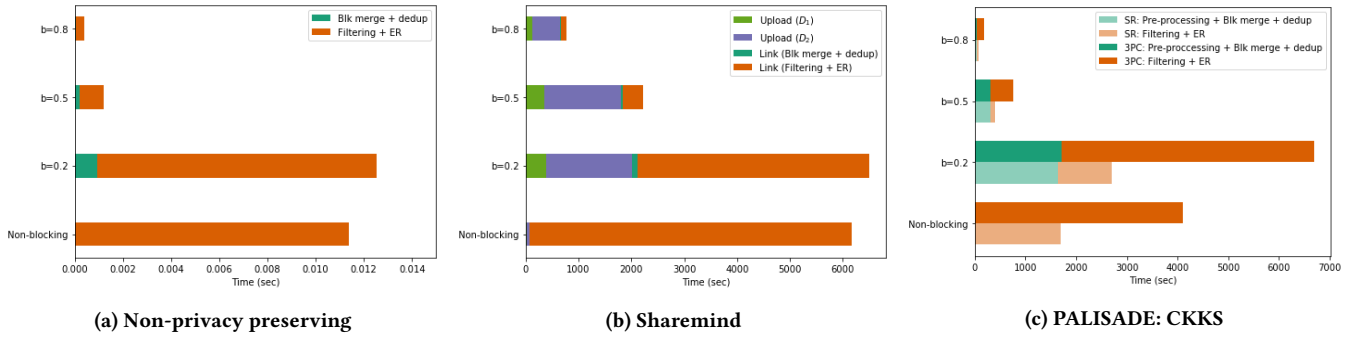 b=0.8
b=0.5
b=0.2
Non-blocking
0.000 0.002 0.004 0.006 0.008 0.010 0.012 0.014
Time (sec)
Blk merge + dedup
Filtering + ER
(a) Non-privacy preserving
b=0.8
b=0.5
b=0.2
Non-blocking
0 1000 2000 3000 4000 5000 6000
Time (sec)
Upload (D₁)
Upload (D₂)
Link (Blk merge + dedup)
Link (Filtering + ER)
(b) Sharemind
b=0.8
b=0.5
b=0.2
Non-blocking
0 1000 2000 3000 4000 5000 6000 7000
Time (sec)
SR: Pre-processing + Blk merge + dedup
SR: Filtering + ER
3PC: Pre-proccessing + Blk merge + dedup
3PC: Filtering + ER
(c) PALISADE: CKKS